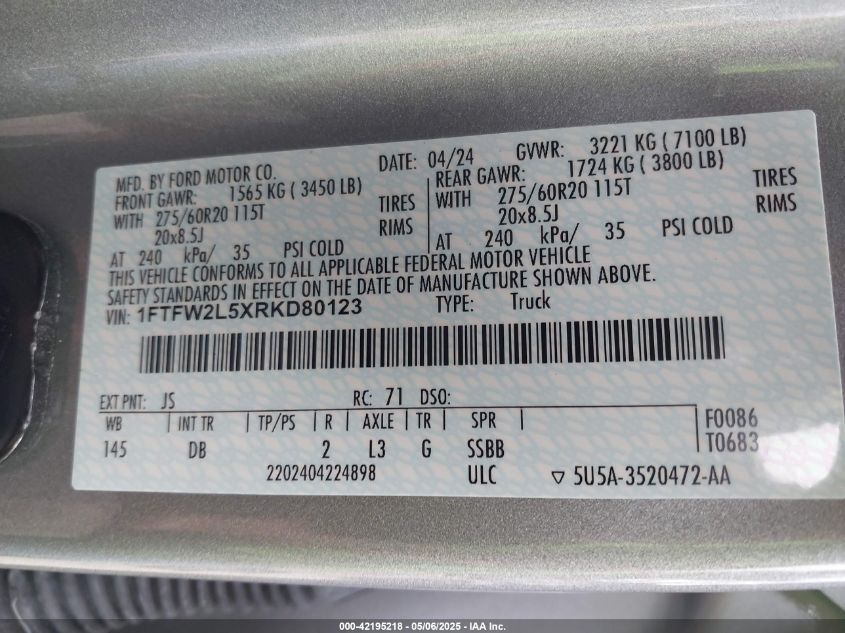 MFD. BY FORD MOTOR CO. DATE: 04/24 GVWR: 3221 KG ( 7100 LB)
FRONT GAWR: 1565 KG ( 3450 LB) REAR GAWR: 1724 KG ( 3800 LB)
WITH 275/60R20 115T TIRES WITH 275/60R20 115T TIRES
20x8.5J RIMS 20x8.5J RIMS
AT 240 kPa/ 35 PSI COLD AT 240 kPa/ 35 PSI COLD
THIS VEHICLE CONFORMS TO ALL APPLICABLE FEDERAL MOTOR VEHICLE
SAFETY STANDARDS IN EFFECT ON THE DATE OF MANUFACTURE SHOWN ABOVE.
VIN: 1FTFW2L5XRKD80123 TYPE: Truck
EXT PNT: JS RC: 71 DSO:
WB INT TR TP/PS R AXLE TR SPR F0086
145 DB 2 L3 G SSBB T0683
2202404224898 ULC ▽ 5U5A-3520472-AA
000-42195218 - 05/06/2025 - IAA Inc.